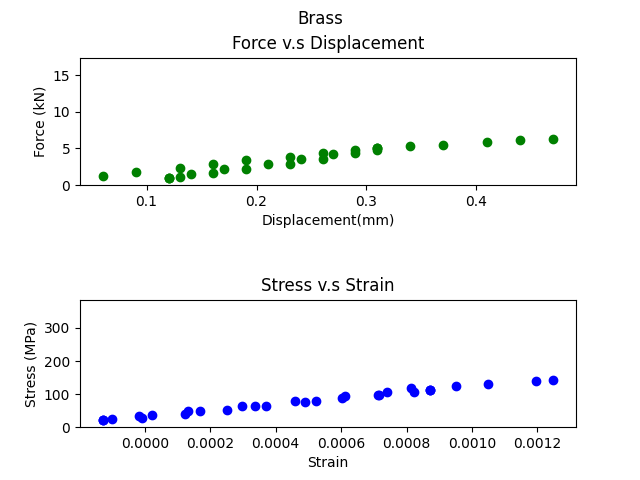 Brass
Force v.s Displacement
15
10
5
0
Force (kN)
0.1 0.2 0.3 0.4
Displacement(mm)
Stress v.s Strain
300
200
100
0
Stress (MPa)
0.0000 0.0002 0.0004 0.0006 0.0008 0.0010 0.0012
Strain